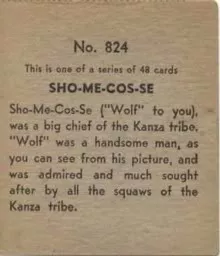 No. 824
This is one of a series of 48 cards
SHO-ME-COS-SE
Sho-Me-Cos-Se ("Wolf" to you),
was a big chief of the Kanza tribe.
"Wolf" was a handsome man, as
you can see from his picture, and
was admired and much sought
after by all the squaws of the
Kanza tribe.